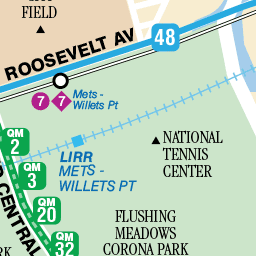 FIELD
ROOSEVELT AV
48
7 7
Mets -
Willets Pt
QM
2
QM
3
QM
20
QM
32
LIRR
METS -
WILLETS PT
NATIONAL
TENNIS
CENTER
FLUSHING
MEADOWS
CORONA PARK
CENTRAL